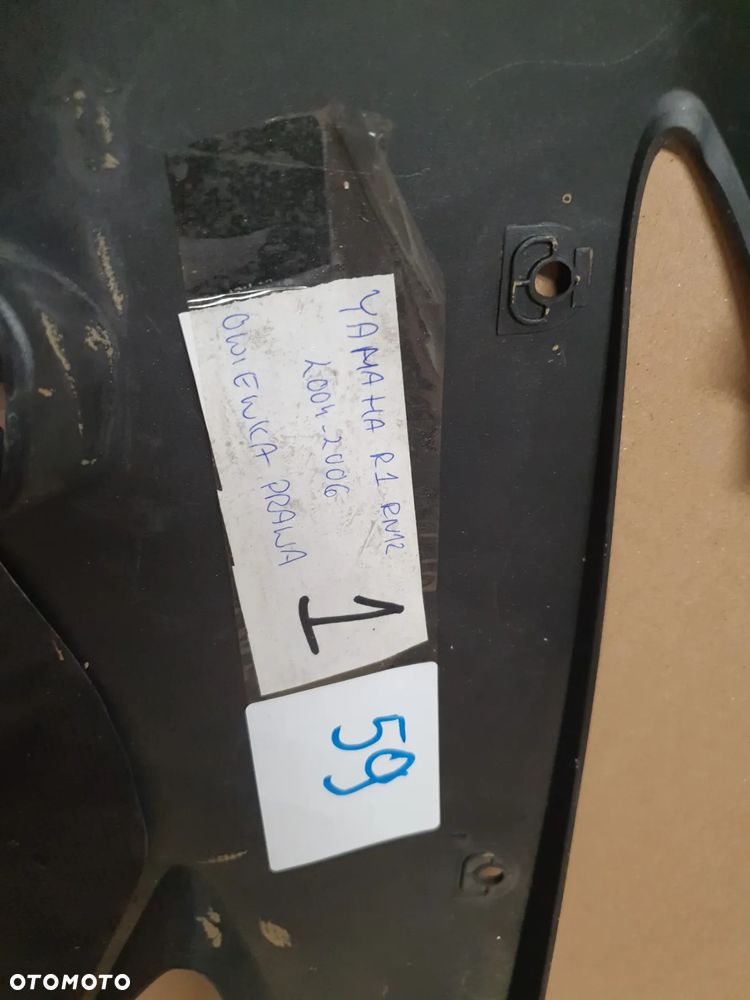 YAMAHA R1 RN12
2004-2006
OWIEWKA PRAWA
1
59
OTOMOTO